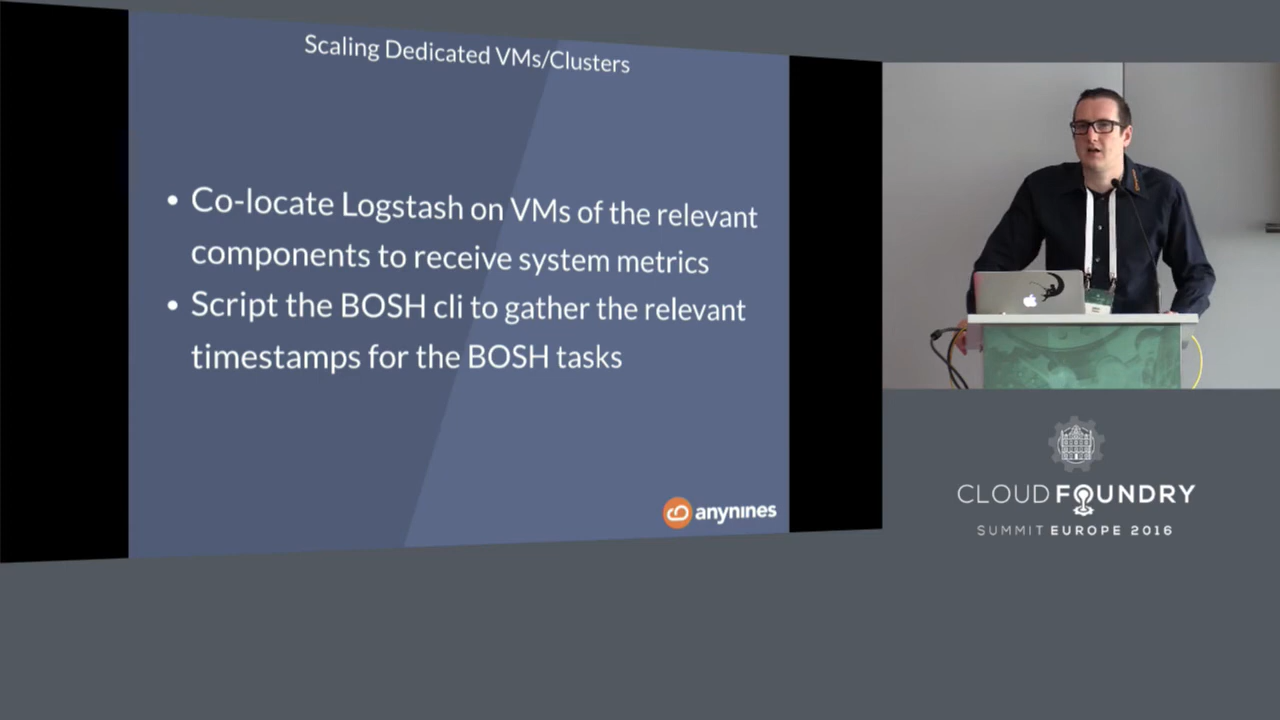 Scaling Dedicated VMs/Clusters
• Co-locate Logstash on VMs of the relevant
components to receive system metrics
• Script the BOSH cli to gather the relevant
timestamps for the BOSH tasks
anynines
CLOUD FOUNDRY
SUMMIT EUROPE 2016